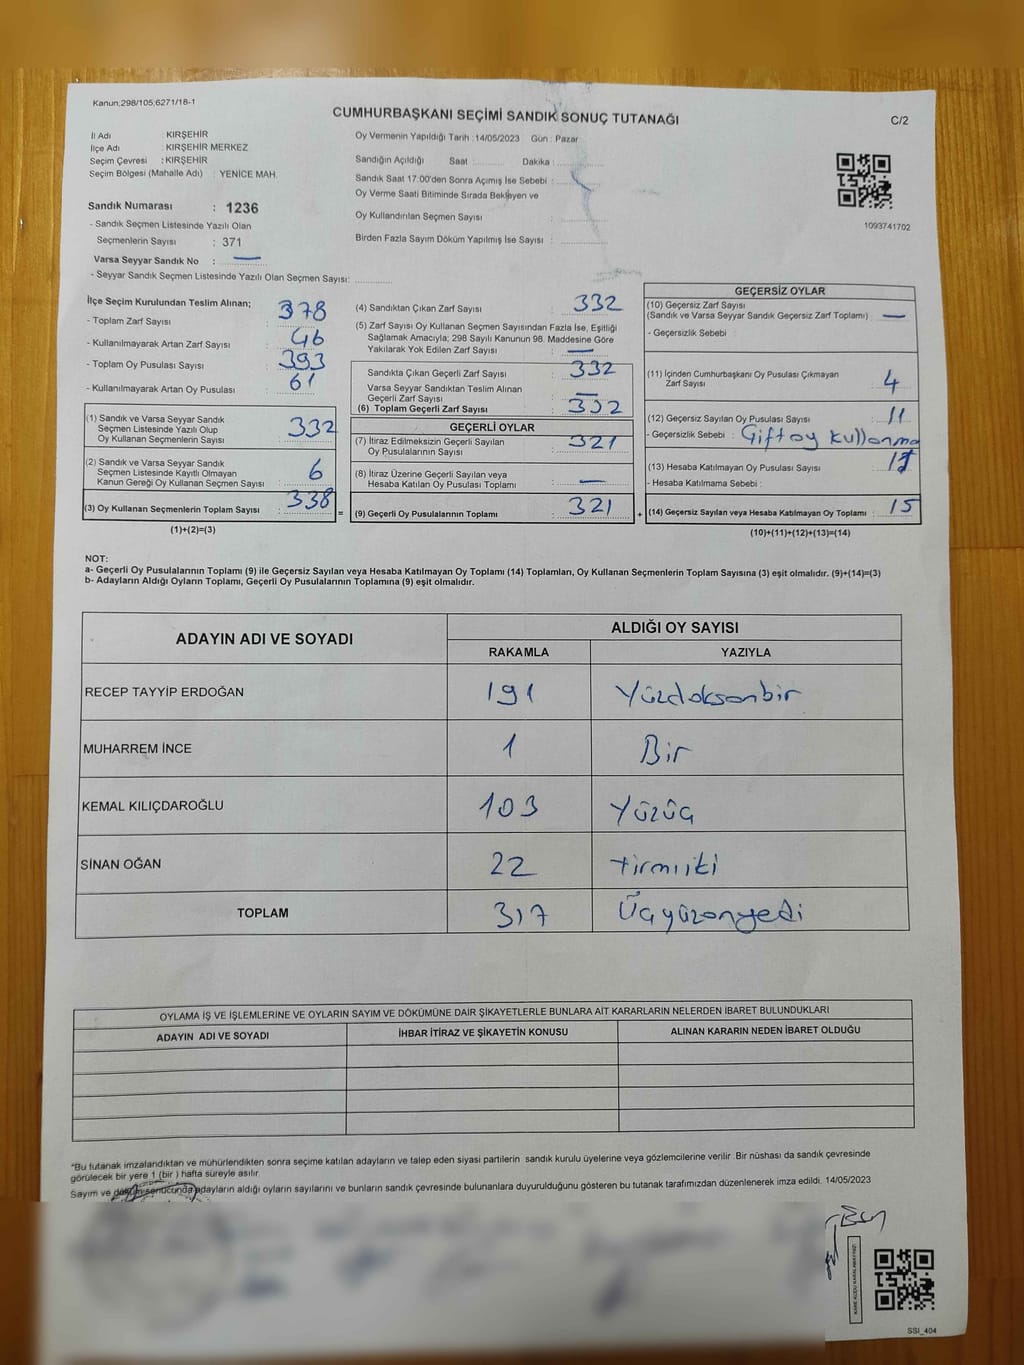 Kanun;298/105;6271/18-1
CUMHURBAŞKANI SEÇİMİ SANDIK SONUÇ TUTANAĞI
C/2
İl Adı : KIRŞEHİR
İlçe Adı : KIRŞEHİR MERKEZ
Seçim Çevresi : KIRŞEHİR
Seçim Bölgesi (Mahalle Adı) : YENİCE MAH.
Sandık Numarası : 1236
- Sandık Seçmen Listesinde Yazılı Olan
Seçmenlerin Sayısı : 371
Varsa Seyyar Sandık No : —
- Seyyar Sandık Seçmen Listesinde Yazılı Olan Seçmen Sayısı:
Oy Vermenin Yapıldığı Tarih : 14/05/2023 Gün : Pazar
Sandığın Açıldığı Saat Dakika :
Sandık Saat 17:00'den Sonra Açımış İse Sebebi :
Oy Verme Saati Bitiminde Sırada Bekleyen ve
Oy Kullandırılan Seçmen Sayısı :
Birden Fazla Sayım Döküm Yapılmış İse Sayısı :
1093741702
İlçe Seçim Kurulundan Teslim Alınan;
- Toplam Zarf Sayısı : 378
- Kullanılmayarak Artan Zarf Sayısı : 46
- Toplam Oy Pusulası Sayısı : 393
- Kullanılmayarak Artan Oy Pusulası : 61
(1) Sandık ve Varsa Seyyar Sandık
Seçmen Listesinde Yazılı Olup
Oy Kullanan Seçmenlerin Sayısı : 332
(2) Sandık ve Varsa Seyyar Sandık
Seçmen Listesinde Kayıtlı Olmayan
Kanun Gereği Oy Kullanan Seçmen Sayısı : 6
(3) Oy Kullanan Seçmenlerin Toplam Sayısı : 338
(1)+(2)=(3)
(4) Sandıktan Çıkan Zarf Sayısı : 332
(5) Zarf Sayısı Oy Kullanan Seçmen Sayısından Fazla İse, Eşitliği
Sağlamak Amacıyla; 298 Sayılı Kanunun 98. Maddesine Göre
Yakılarak Yok Edilen Zarf Sayısı : —
Sandıkta Çıkan Geçerli Zarf Sayısı : 332
Varsa Seyyar Sandıktan Teslim Alınan
Geçerli Zarf Sayısı : —
(6) Toplam Geçerli Zarf Sayısı : 332
GEÇERLİ OYLAR
(7) İtiraz Edilmeksizin Geçerli Sayılan
Oy Pusulalarının Sayısı : 321
(8) İtiraz Üzerine Geçerli Sayılan veya
Hesaba Katılan Oy Pusulası Toplamı : —
= (9) Geçerli Oy Pusulalarının Toplamı : 321 +
GEÇERSİZ OYLAR
(10) Geçersiz Zarf Sayısı
(Sandık ve Varsa Seyyar Sandık Geçersiz Zarf Toplamı) : —
- Geçersizlik Sebebi :
(11) İçinden Cumhurbaşkanı Oy Pusulası Çıkmayan
Zarf Sayısı : 4
(12) Geçersiz Sayılan Oy Pusulası Sayısı : 11
- Geçersizlik Sebebi : Çift oy kullanma
(13) Hesaba Katılmayan Oy Pusulası Sayısı :
- Hesaba Katılmama Sebebi :
(14) Geçersiz Sayılan veya Hesaba Katılmayan Oy Toplamı : 15
(10)+(11)+(12)+(13)=(14)
NOT:
a- Geçerli Oy Pusulalarının Toplamı (9) ile Geçersiz Sayılan veya Hesaba Katılmayan Oy Toplamı (14) Toplamları, Oy Kullanan Seçmenlerin Toplam Sayısına (3) eşit olmalıdır. (9)+(14)=(3)
b- Adayların Aldığı Oyların Toplamı, Geçerli Oy Pusulalarının Toplamına (9) eşit olmalıdır.
ADAYIN ADI VE SOYADI ALDIĞI OY SAYISI
RAKAMLA YAZIYLA
RECEP TAYYİP ERDOĞAN 191 Yüzdoksanbir
MUHARREM İNCE 1 Bir
KEMAL KILIÇDAROĞLU 103 Yüzüç
SİNAN OĞAN 22 Yirmiiki
TOPLAM 317 Üçyüzonyedi
OYLAMA İŞ VE İŞLEMLERİNE VE OYLARIN SAYIM VE DÖKÜMÜNE DAİR ŞİKAYETLERLE BUNLARA AİT KARARLARIN NELERDEN İBARET BULUNDUKLARI
ADAYIN ADI VE SOYADI İHBAR İTİRAZ VE ŞİKAYETİN KONUSU ALINAN KARARIN NEDEN İBARET OLDUĞU
*Bu tutanak imzalandıktan ve mühürlendikten sonra seçime katılan adayların ve talep eden siyasi partilerin sandık kurulu üyelerine veya gözlemcilerine verilir .Bir nüshası da sandık çevresinde
görülecek bir yere 1 (bir ) hafta süreyle asılır.
Sayım ve döküm sonucunda adayların aldığı oyların sayılarını ve bunların sandık çevresinde bulunanlara duyurulduğunu gösteren bu tutanak tarafımızdan düzenlenerek imza edildi. 14/05/2023
KARE KODU KARALAMAYINIZ!
SSI_404